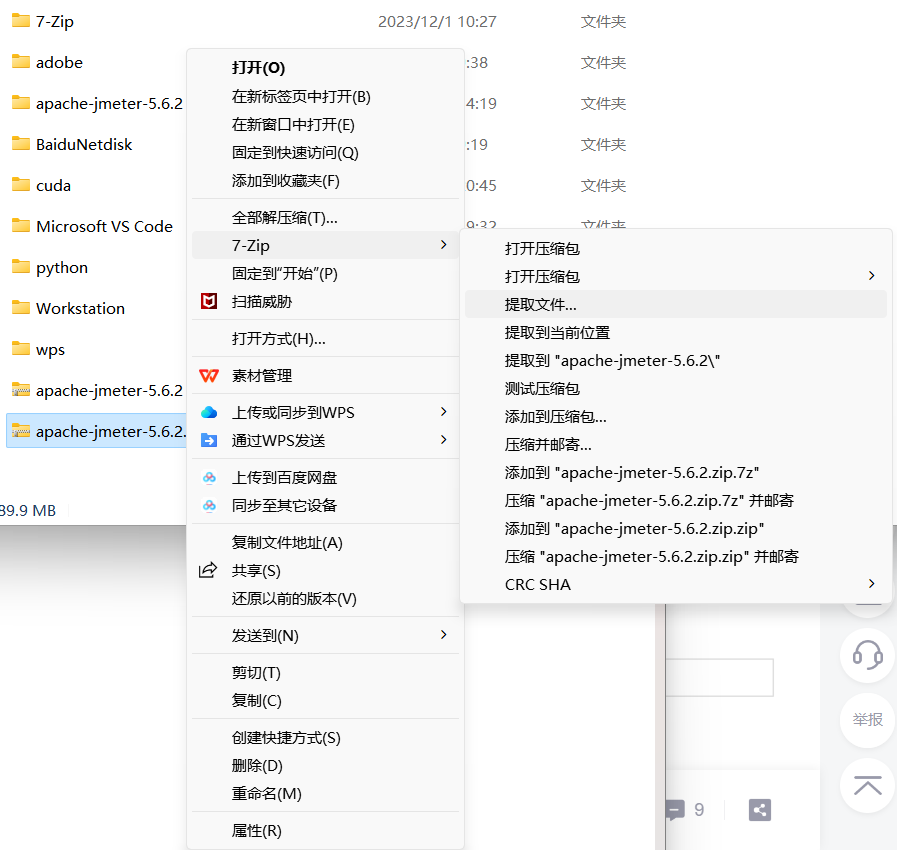 7-Zip 2023/12/1 10:27 文件夹
adobe :38 文件夹
apache-jmeter-5.6.2 4:19 文件夹
BaiduNetdisk :19 文件夹
cuda 0:45 文件夹
Microsoft VS Code 9:32 文件夹
python
Workstation
wps
apache-jmeter-5.6.2
apache-jmeter-5.6.2.
89.9 MB
打开(O)
在新标签页中打开(B)
在新窗口中打开(E)
固定到快速访问(Q)
添加到收藏夹(F)
全部解压缩(T)...
7-Zip
固定到“开始”(P)
扫描威胁
打开方式(H)...
素材管理
上传或同步到WPS
通过WPS发送
上传到百度网盘
同步至其它设备
复制文件地址(A)
共享(S)
还原以前的版本(V)
发送到(N)
剪切(T)
复制(C)
创建快捷方式(S)
删除(D)
重命名(M)
属性(R)
打开压缩包
打开压缩包
提取文件...
提取到当前位置
提取到 "apache-jmeter-5.6.2\"
测试压缩包
添加到压缩包...
压缩并邮寄...
添加到 "apache-jmeter-5.6.2.zip.7z"
压缩 "apache-jmeter-5.6.2.zip.7z" 并邮寄
添加到 "apache-jmeter-5.6.2.zip.zip"
压缩 "apache-jmeter-5.6.2.zip.zip" 并邮寄
CRC SHA
举报
9